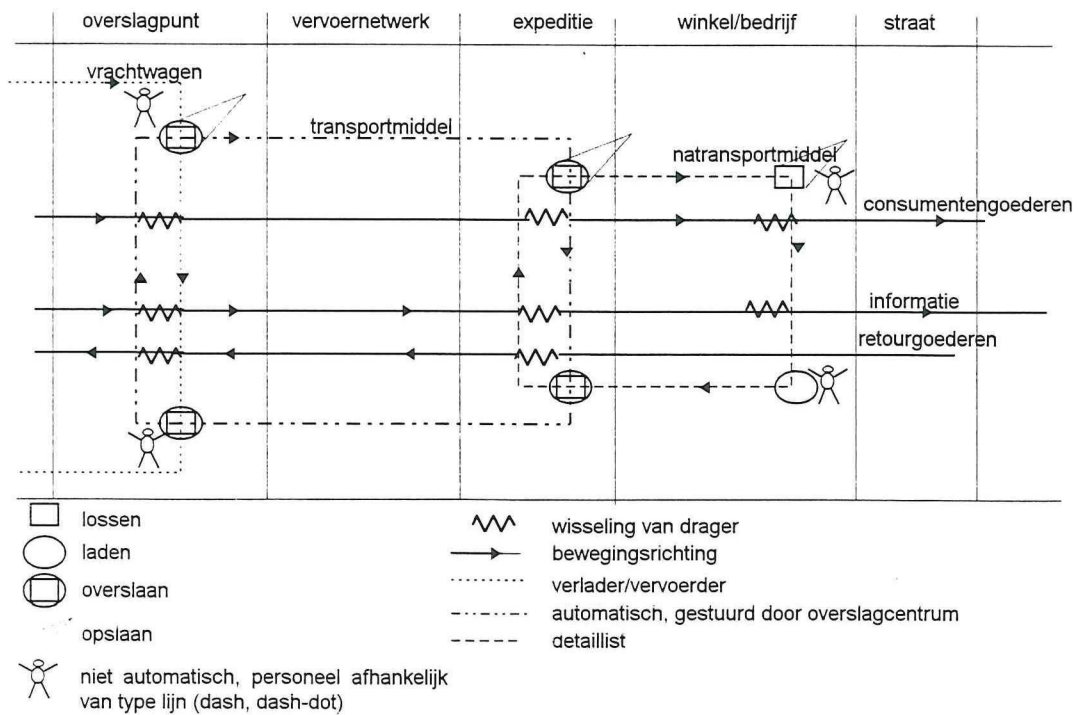 overslagpunt vervoernetwerk expeditie winkel/bedrijf straat
vrachtwagen
transportmiddel
natransportmiddel
consumentengoederen
informatie
retourgoederen
lossen
laden
overslaan
opslaan
niet automatisch, personeel afhankelijk
van type lijn (dash, dash-dot)
wisseling van drager
bewegingsrichting
verlader/vervoerder
automatisch, gestuurd door overslagcentrum
detaillist